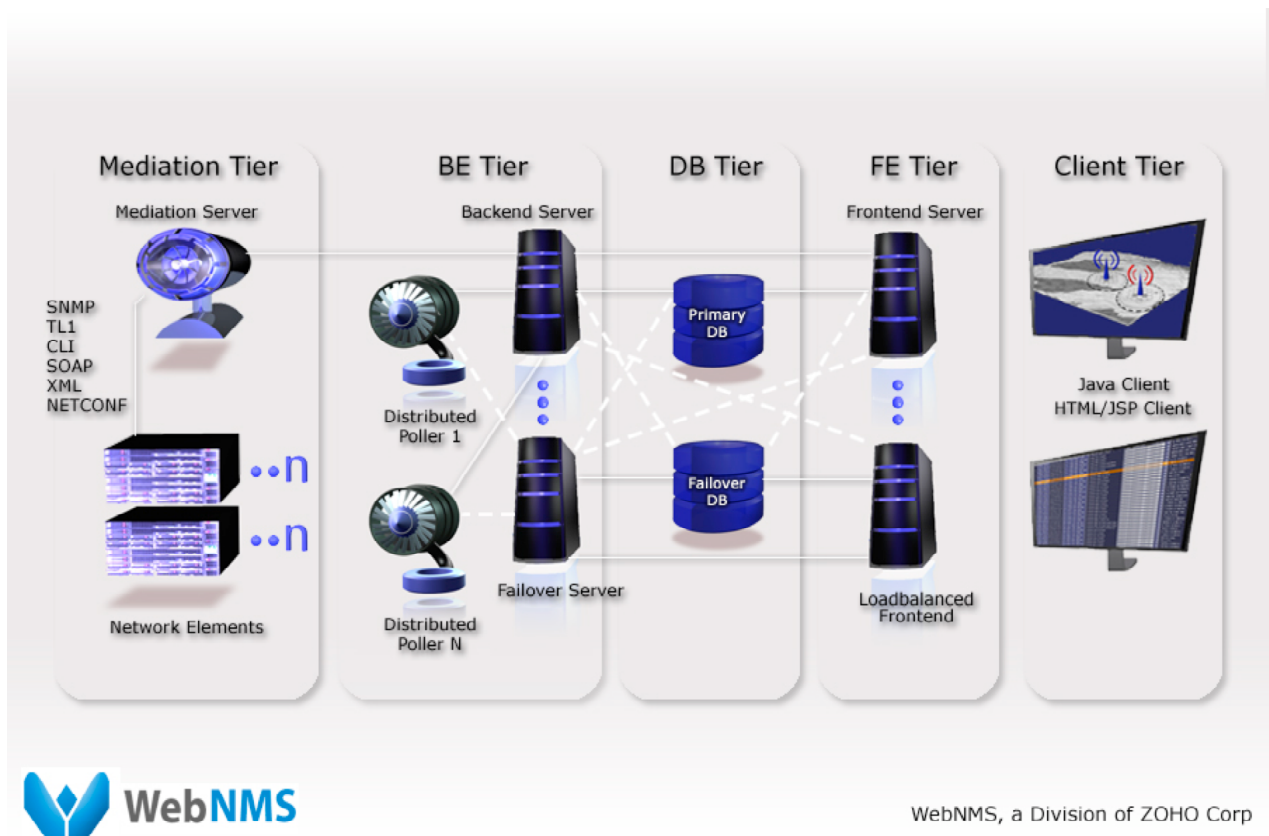 Mediation Tier
Mediation Server
SNMP
TL1
CLI
SOAP
XML
NETCONF
••n
••n
Network Elements
BE Tier
Backend Server
Distributed
Poller 1
Distributed
Poller N
Failover Server
DB Tier
Primary
DB
Failover
DB
FE Tier
Frontend Server
Loadbalanced
Frontend
Client Tier
Java Client
HTML/JSP Client
WebNMS
WebNMS, a Division of ZOHO Corp